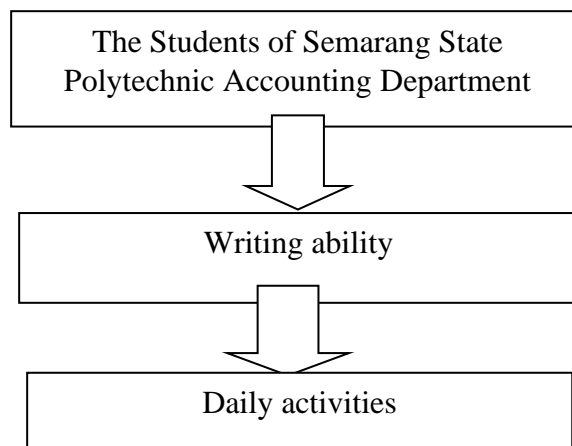 The Students of Semarang State
Polytechnic Accounting Department
Writing ability
Daily activities